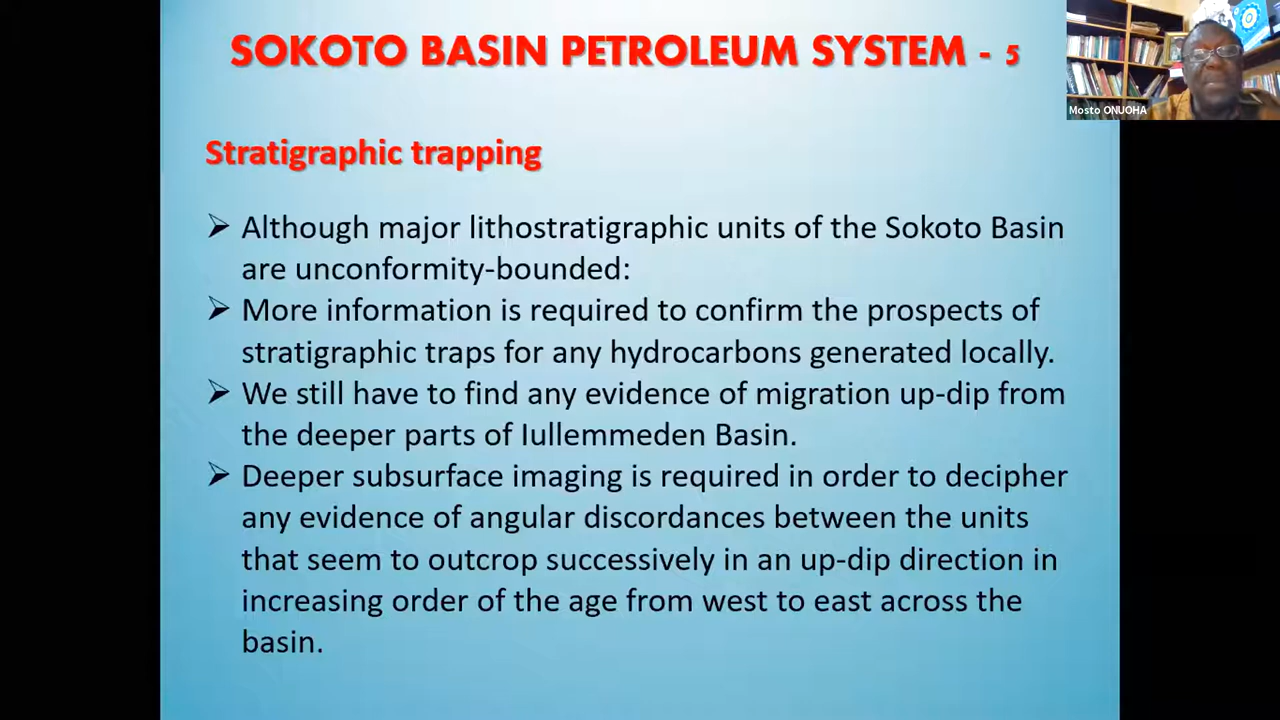 SOKOTO BASIN PETROLEUM SYSTEM - 5
Mosto ONUOHA
Stratigraphic trapping
➢ Although major lithostratigraphic units of the Sokoto Basin
are unconformity-bounded:
➢ More information is required to confirm the prospects of
stratigraphic traps for any hydrocarbons generated locally.
➢ We still have to find any evidence of migration up-dip from
the deeper parts of Iullemmeden Basin.
➢ Deeper subsurface imaging is required in order to decipher
any evidence of angular discordances between the units
that seem to outcrop successively in an up-dip direction in
increasing order of the age from west to east across the
basin.